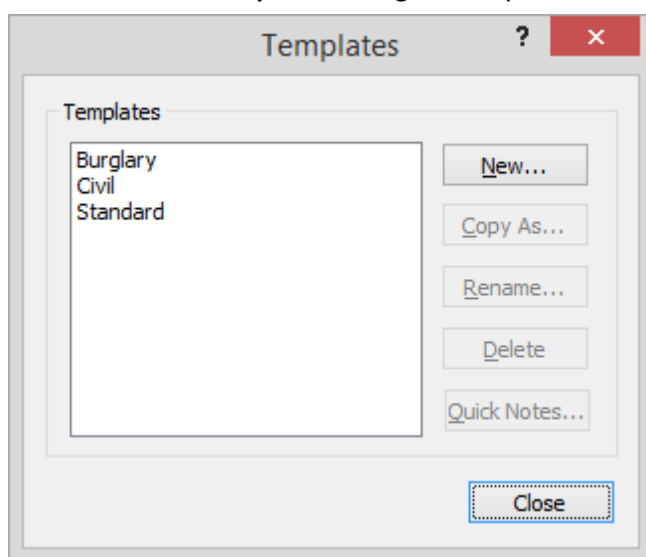 Templates ? ×
Templates
Burglary
Civil
Standard
New...
Copy As...
Rename...
Delete
Quick Notes...
Close